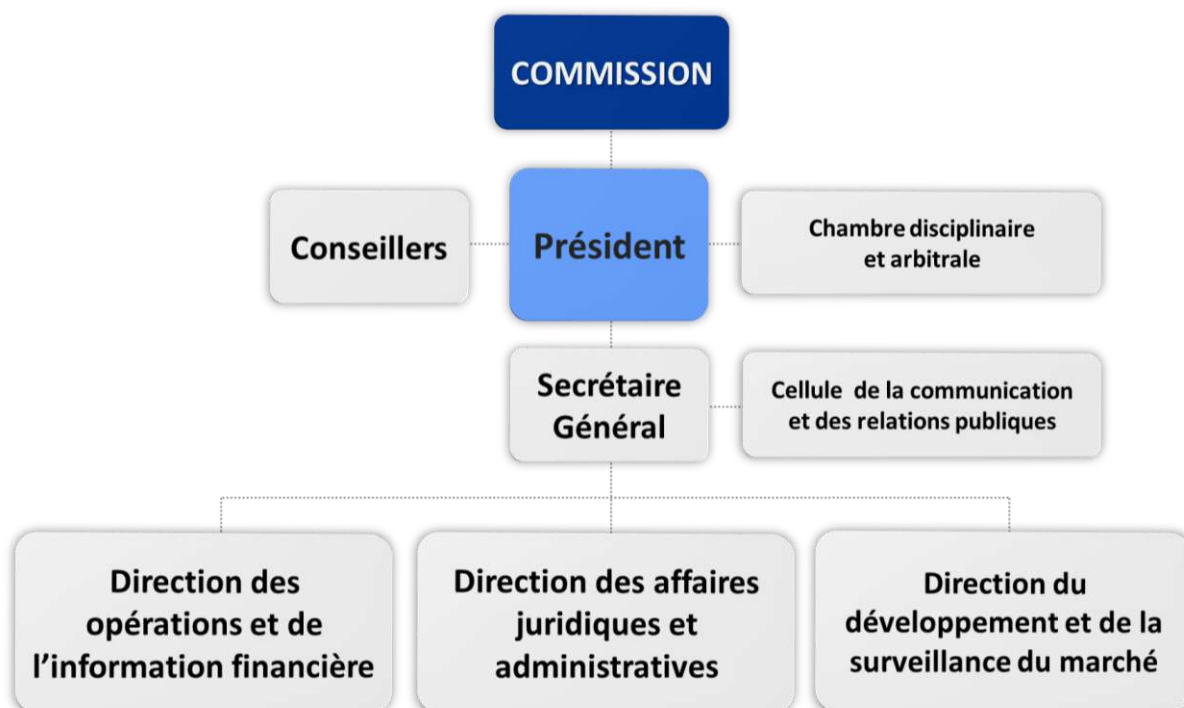 COMMISSION
Conseillers
Président
Chambre disciplinaire
et arbitrale
Secrétaire
Général
Cellule de la communication
et des relations publiques
Direction des
opérations et de
l’information financière
Direction des affaires
juridiques et
administratives
Direction du
développement et de la
surveillance du marché